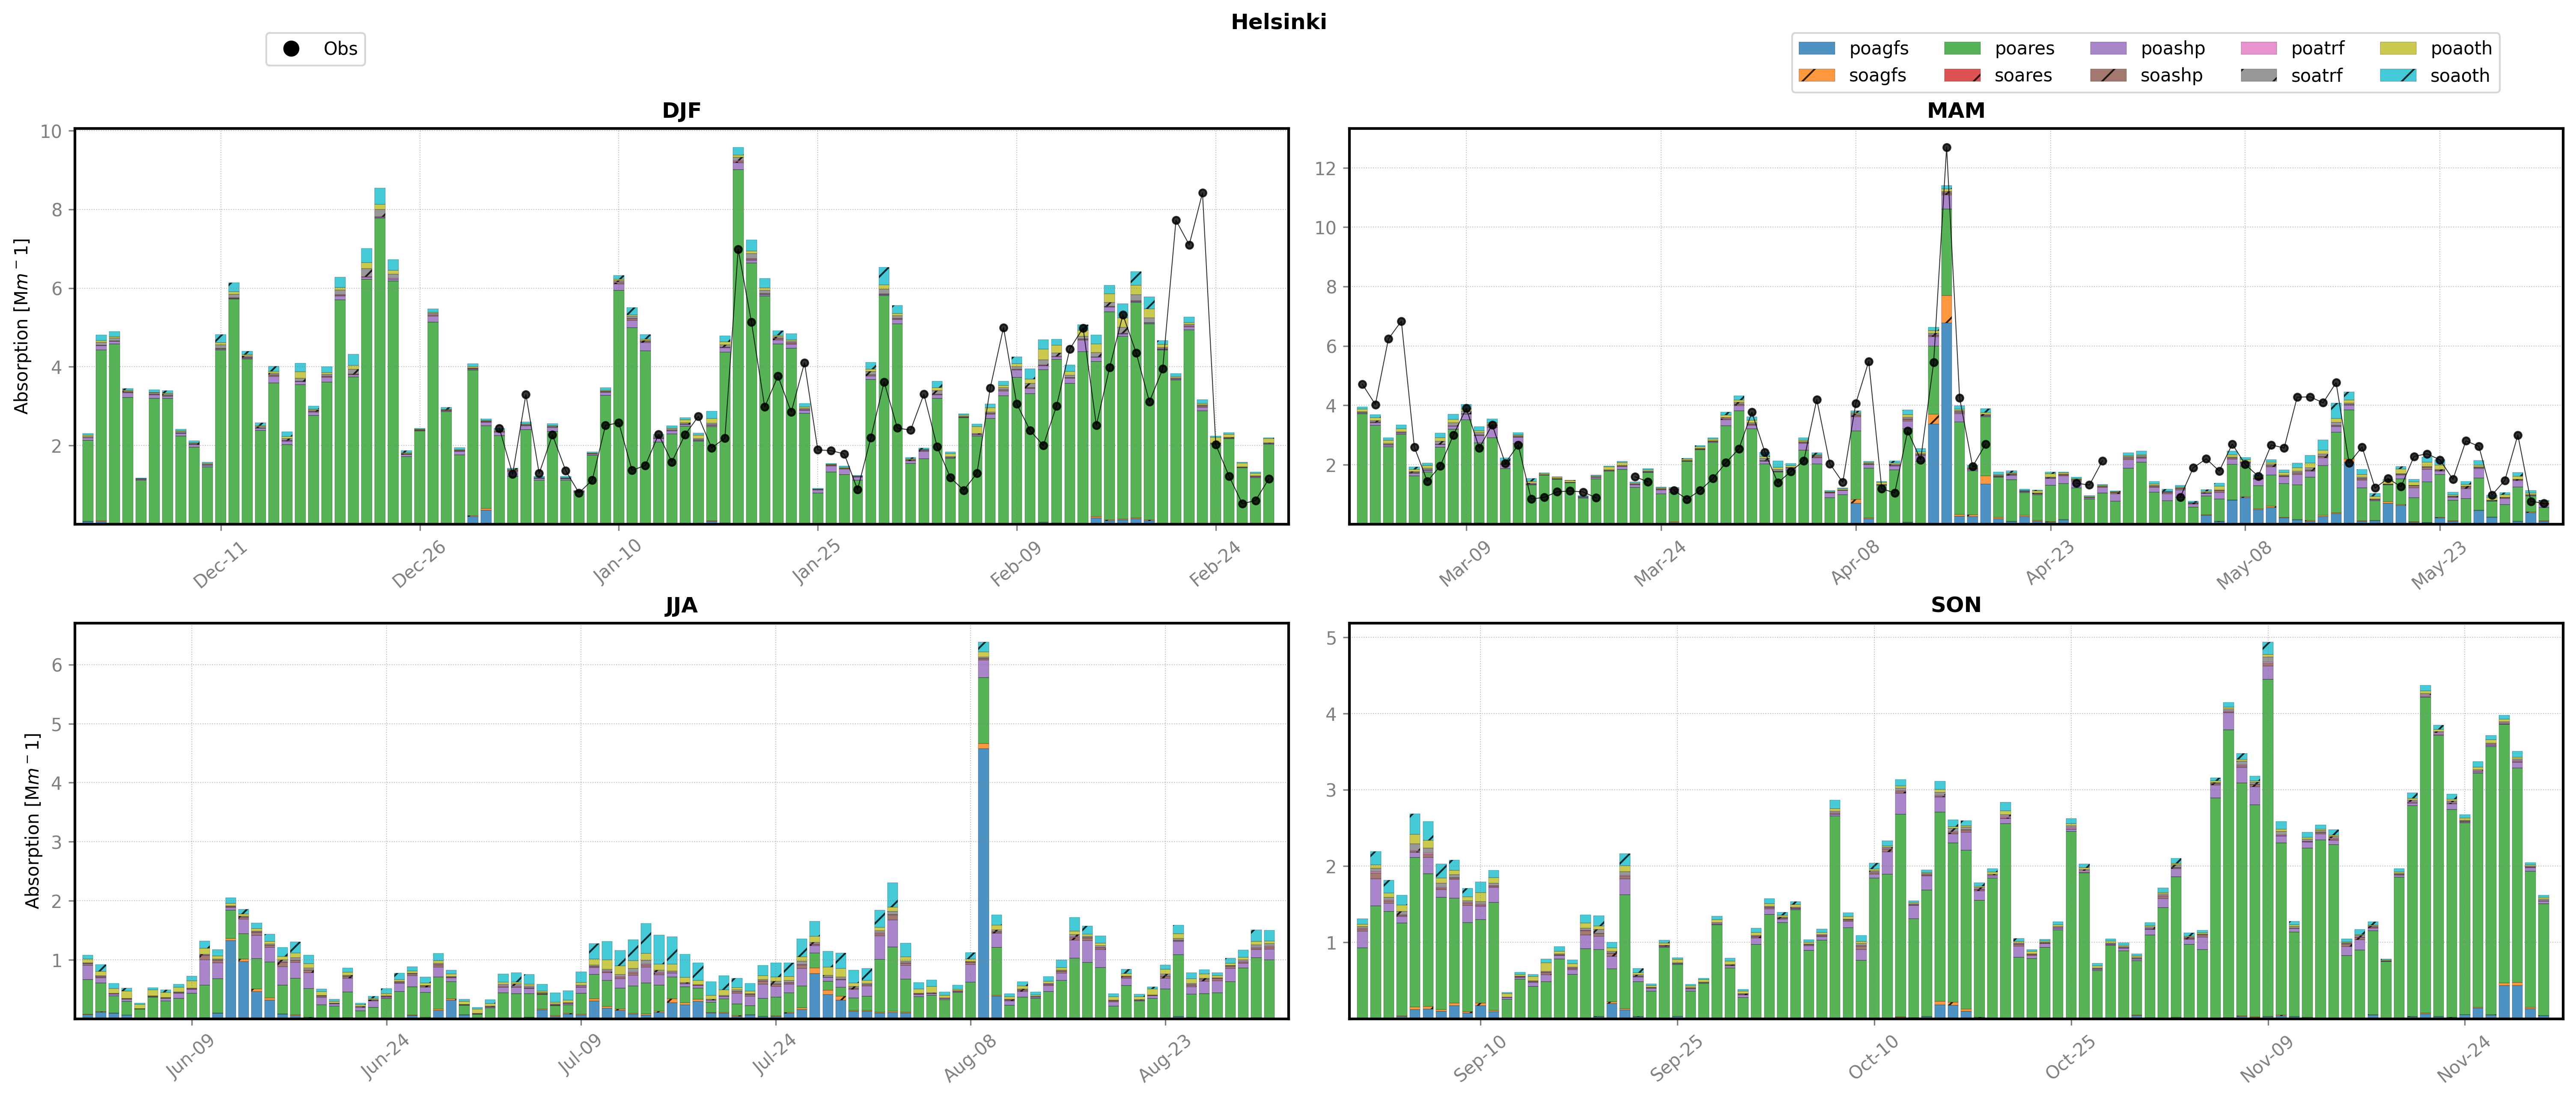 Helsinki
Obs
poagfs poares poashp poatrf poaoth
soagfs soares soashp soatrf soaoth
DJF
MAM
Absorption [Mm − 1]
10
8
6
4
2
12
10
8
6
4
2
Dec-11 Dec-26 Jan-10 Jan-25 Feb-09 Feb-24
Mar-09 Mar-24 Apr-08 Apr-23 May-08 May-23
JJA
SON
Absorption [Mm − 1]
6
5
4
3
2
1
5
4
3
2
1
Jun-09 Jun-24 Jul-09 Jul-24 Aug-08 Aug-23
Sep-10 Sep-25 Oct-10 Oct-25 Nov-09 Nov-24